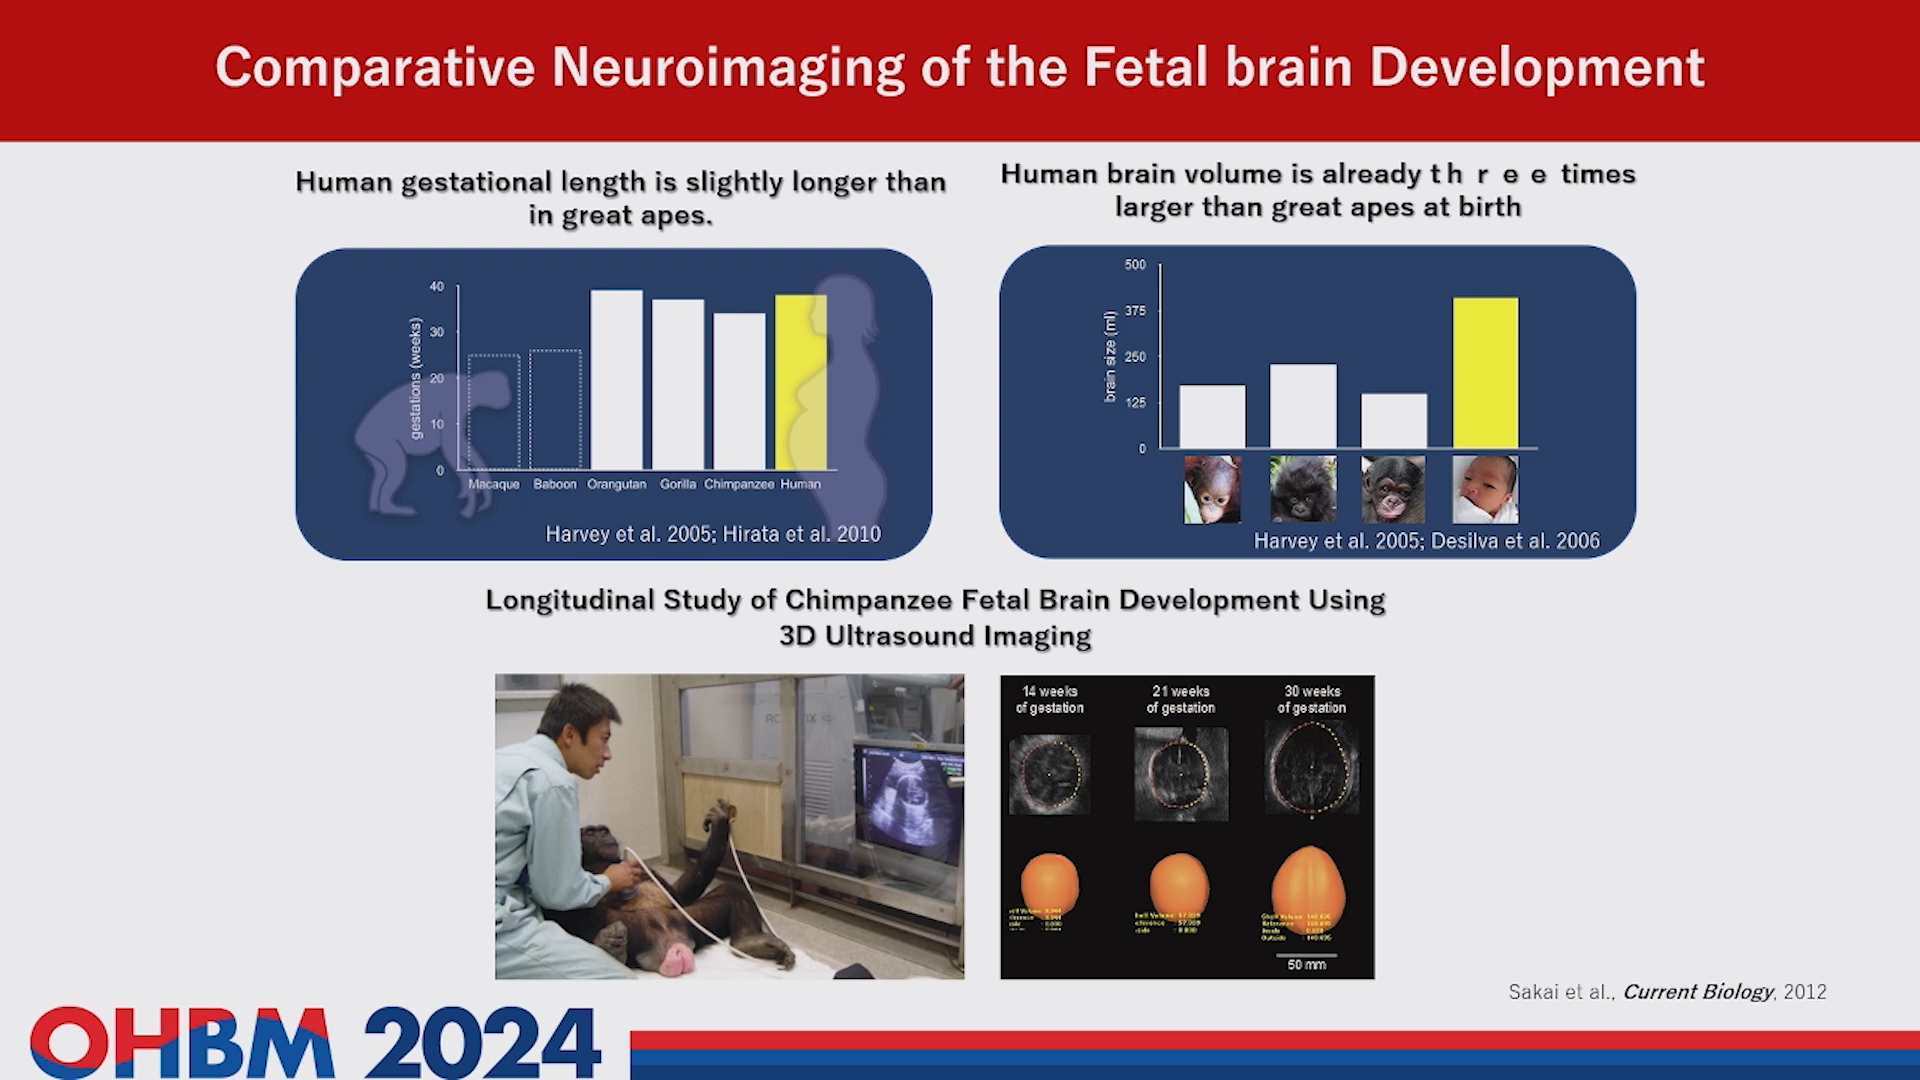 Comparative Neuroimaging of the Fetal brain Development
Human gestational length is slightly longer than
in great apes.
gestations (weeks)
40
30
20
10
0
Macaque Baboon Orangutan Gorilla Chimpanzee Human
Harvey et al. 2005; Hirata et al. 2010
Human brain volume is already three times
larger than great apes at birth
brain size (ml)
500
375
250
125
0
Harvey et al. 2005; Desilva et al. 2006
Longitudinal Study of Chimpanzee Fetal Brain Development Using
3D Ultrasound Imaging
14 weeks
of gestation
21 weeks
of gestation
30 weeks
of gestation
50 mm
Sakai et al., Current Biology, 2012
OHBM 2024